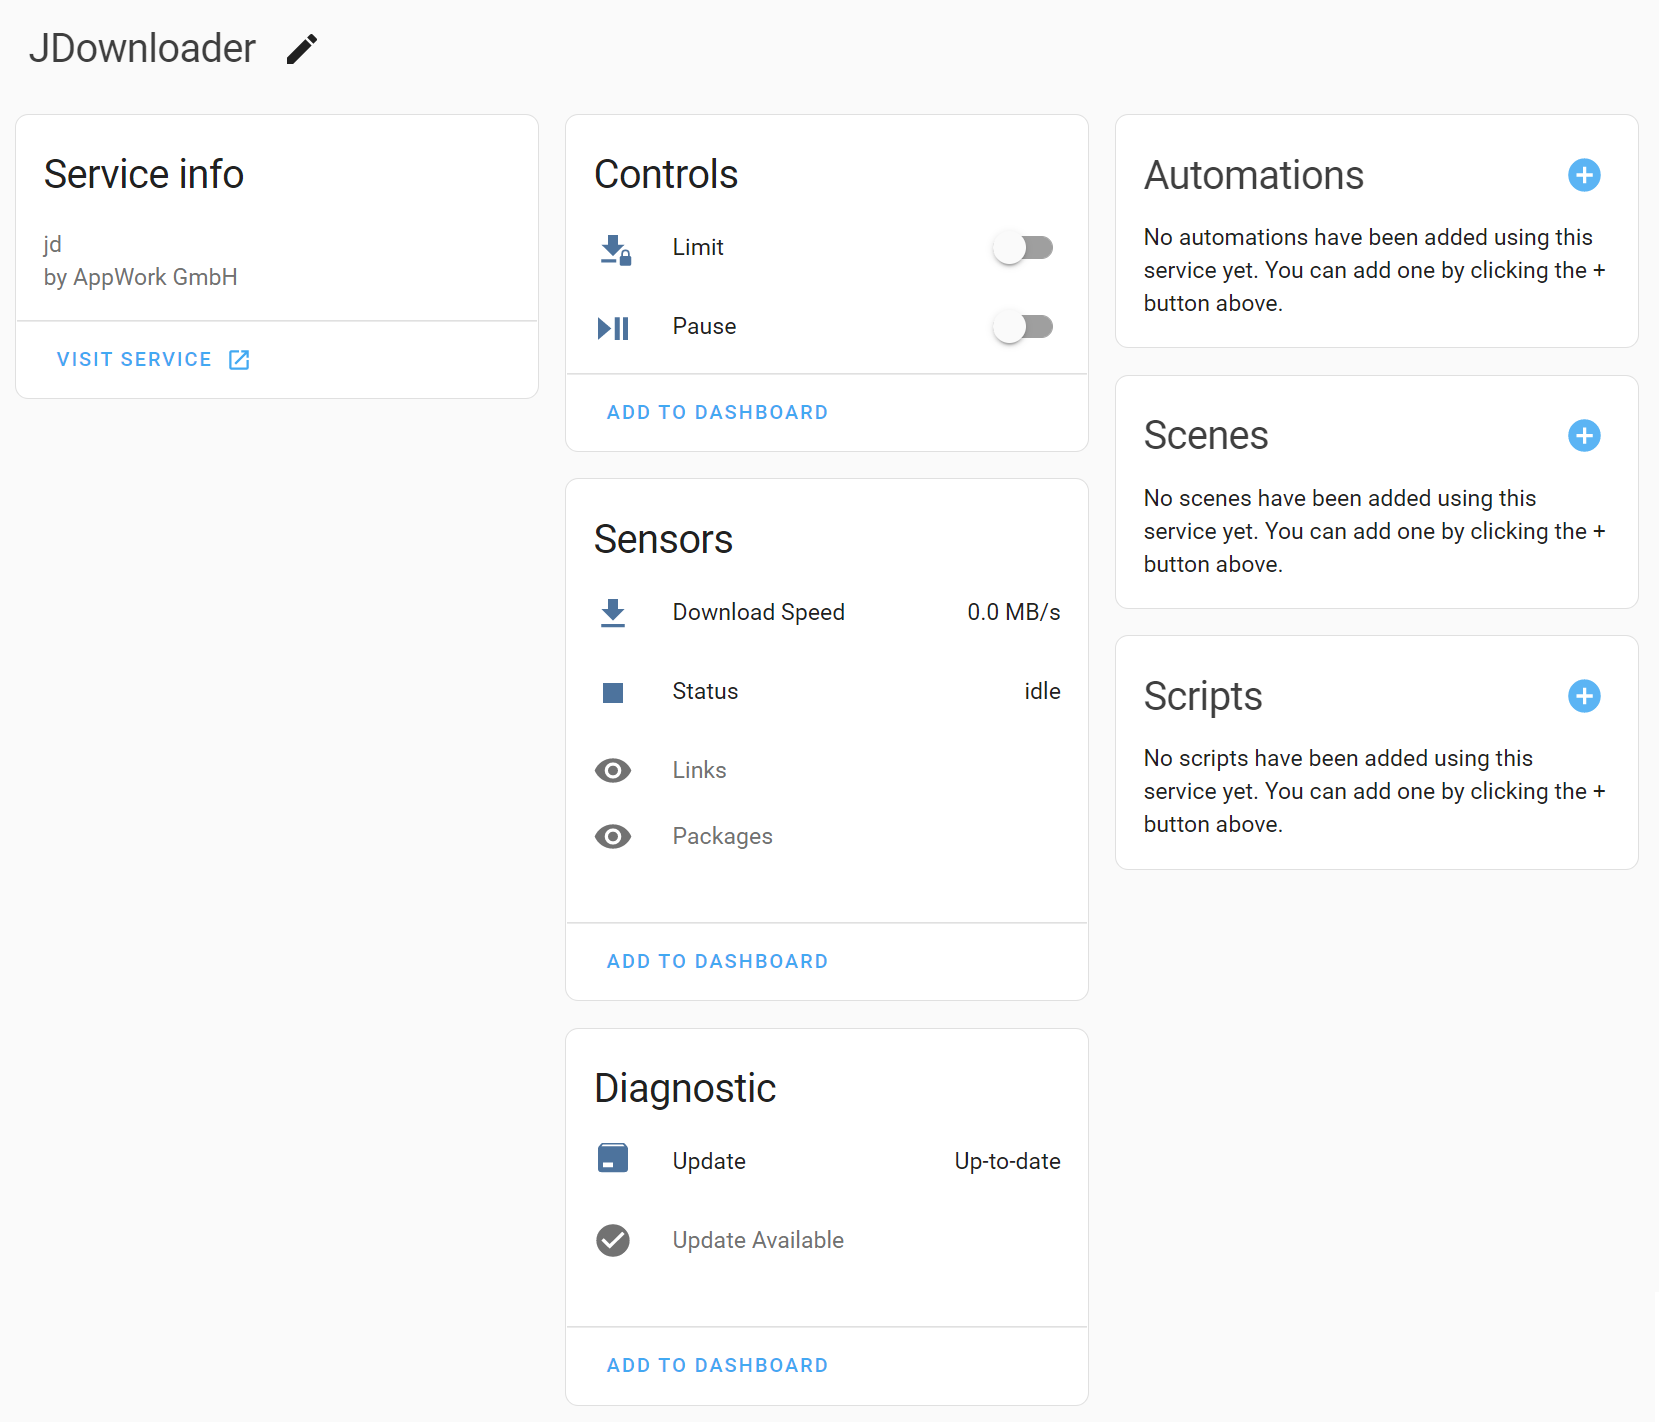 JDownloader
Service info
jd
by AppWork GmbH
VISIT SERVICE
Controls
Limit
Pause
ADD TO DASHBOARD
Sensors
Download Speed 0.0 MB/s
Status idle
Links
Packages
ADD TO DASHBOARD
Diagnostic
Update Up-to-date
Update Available
ADD TO DASHBOARD
Automations
No automations have been added using this
service yet. You can add one by clicking the +
button above.
Scenes
No scenes have been added using this
service yet. You can add one by clicking the +
button above.
Scripts
No scripts have been added using this
service yet. You can add one by clicking the +
button above.